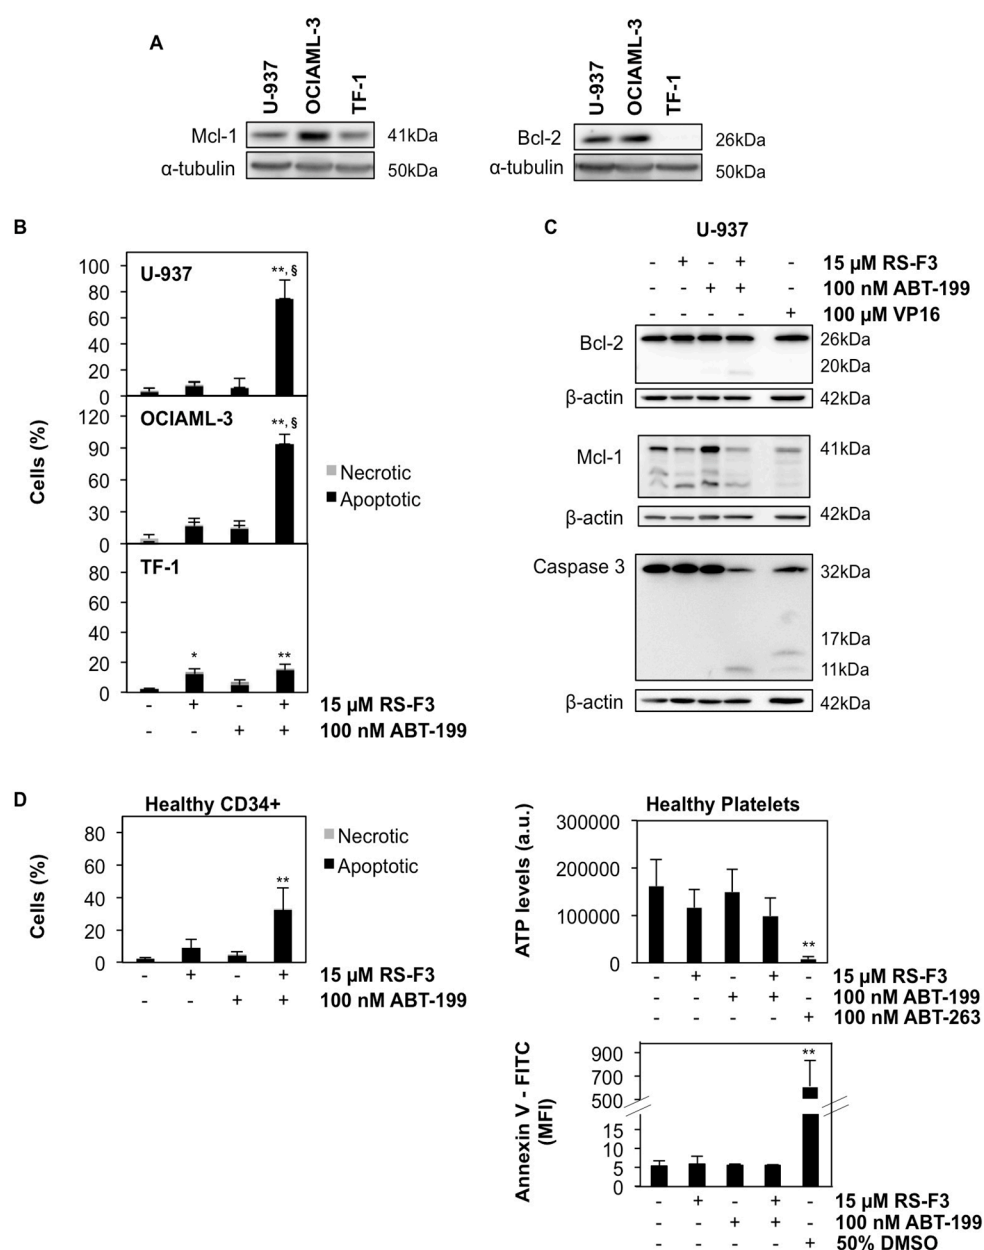 A
U-937
OCIAML-3
TF-1
Mcl-1
41kDa
α-tubulin
50kDa
U-937
OCIAML-3
TF-1
Bcl-2
26kDa
α-tubulin
50kDa
B
Cells (%)
U-937
100
80
60
40
20
0
**, §
OCIAML-3
120
90
60
30
0
**, §
TF-1
80
60
40
20
0
*
**
Necrotic
Apoptotic
- + - + 15 µM RS-F3
- - + + 100 nM ABT-199
C
U-937
- + - + - 15 µM RS-F3
- - + + - 100 nM ABT-199
- - - - + 100 µM VP16
Bcl-2
26kDa
20kDa
β-actin
42kDa
Mcl-1
41kDa
β-actin
42kDa
Caspase 3
32kDa
17kDa
11kDa
β-actin
42kDa
D
Healthy CD34+
Cells (%)
80
60
40
20
0
**
Necrotic
Apoptotic
- + - + 15 µM RS-F3
- - + + 100 nM ABT-199
Healthy Platelets
ATP levels (a.u.)
300000
200000
100000
0
**
- + - + - 15 µM RS-F3
- - + + - 100 nM ABT-199
- - - - + 100 nM ABT-263
Annexin V - FITC
(MFI)
900
700
500
15
10
5
0
**
- + - + - 15 µM RS-F3
- - + + - 100 nM ABT-199
- - - - + 50% DMSO